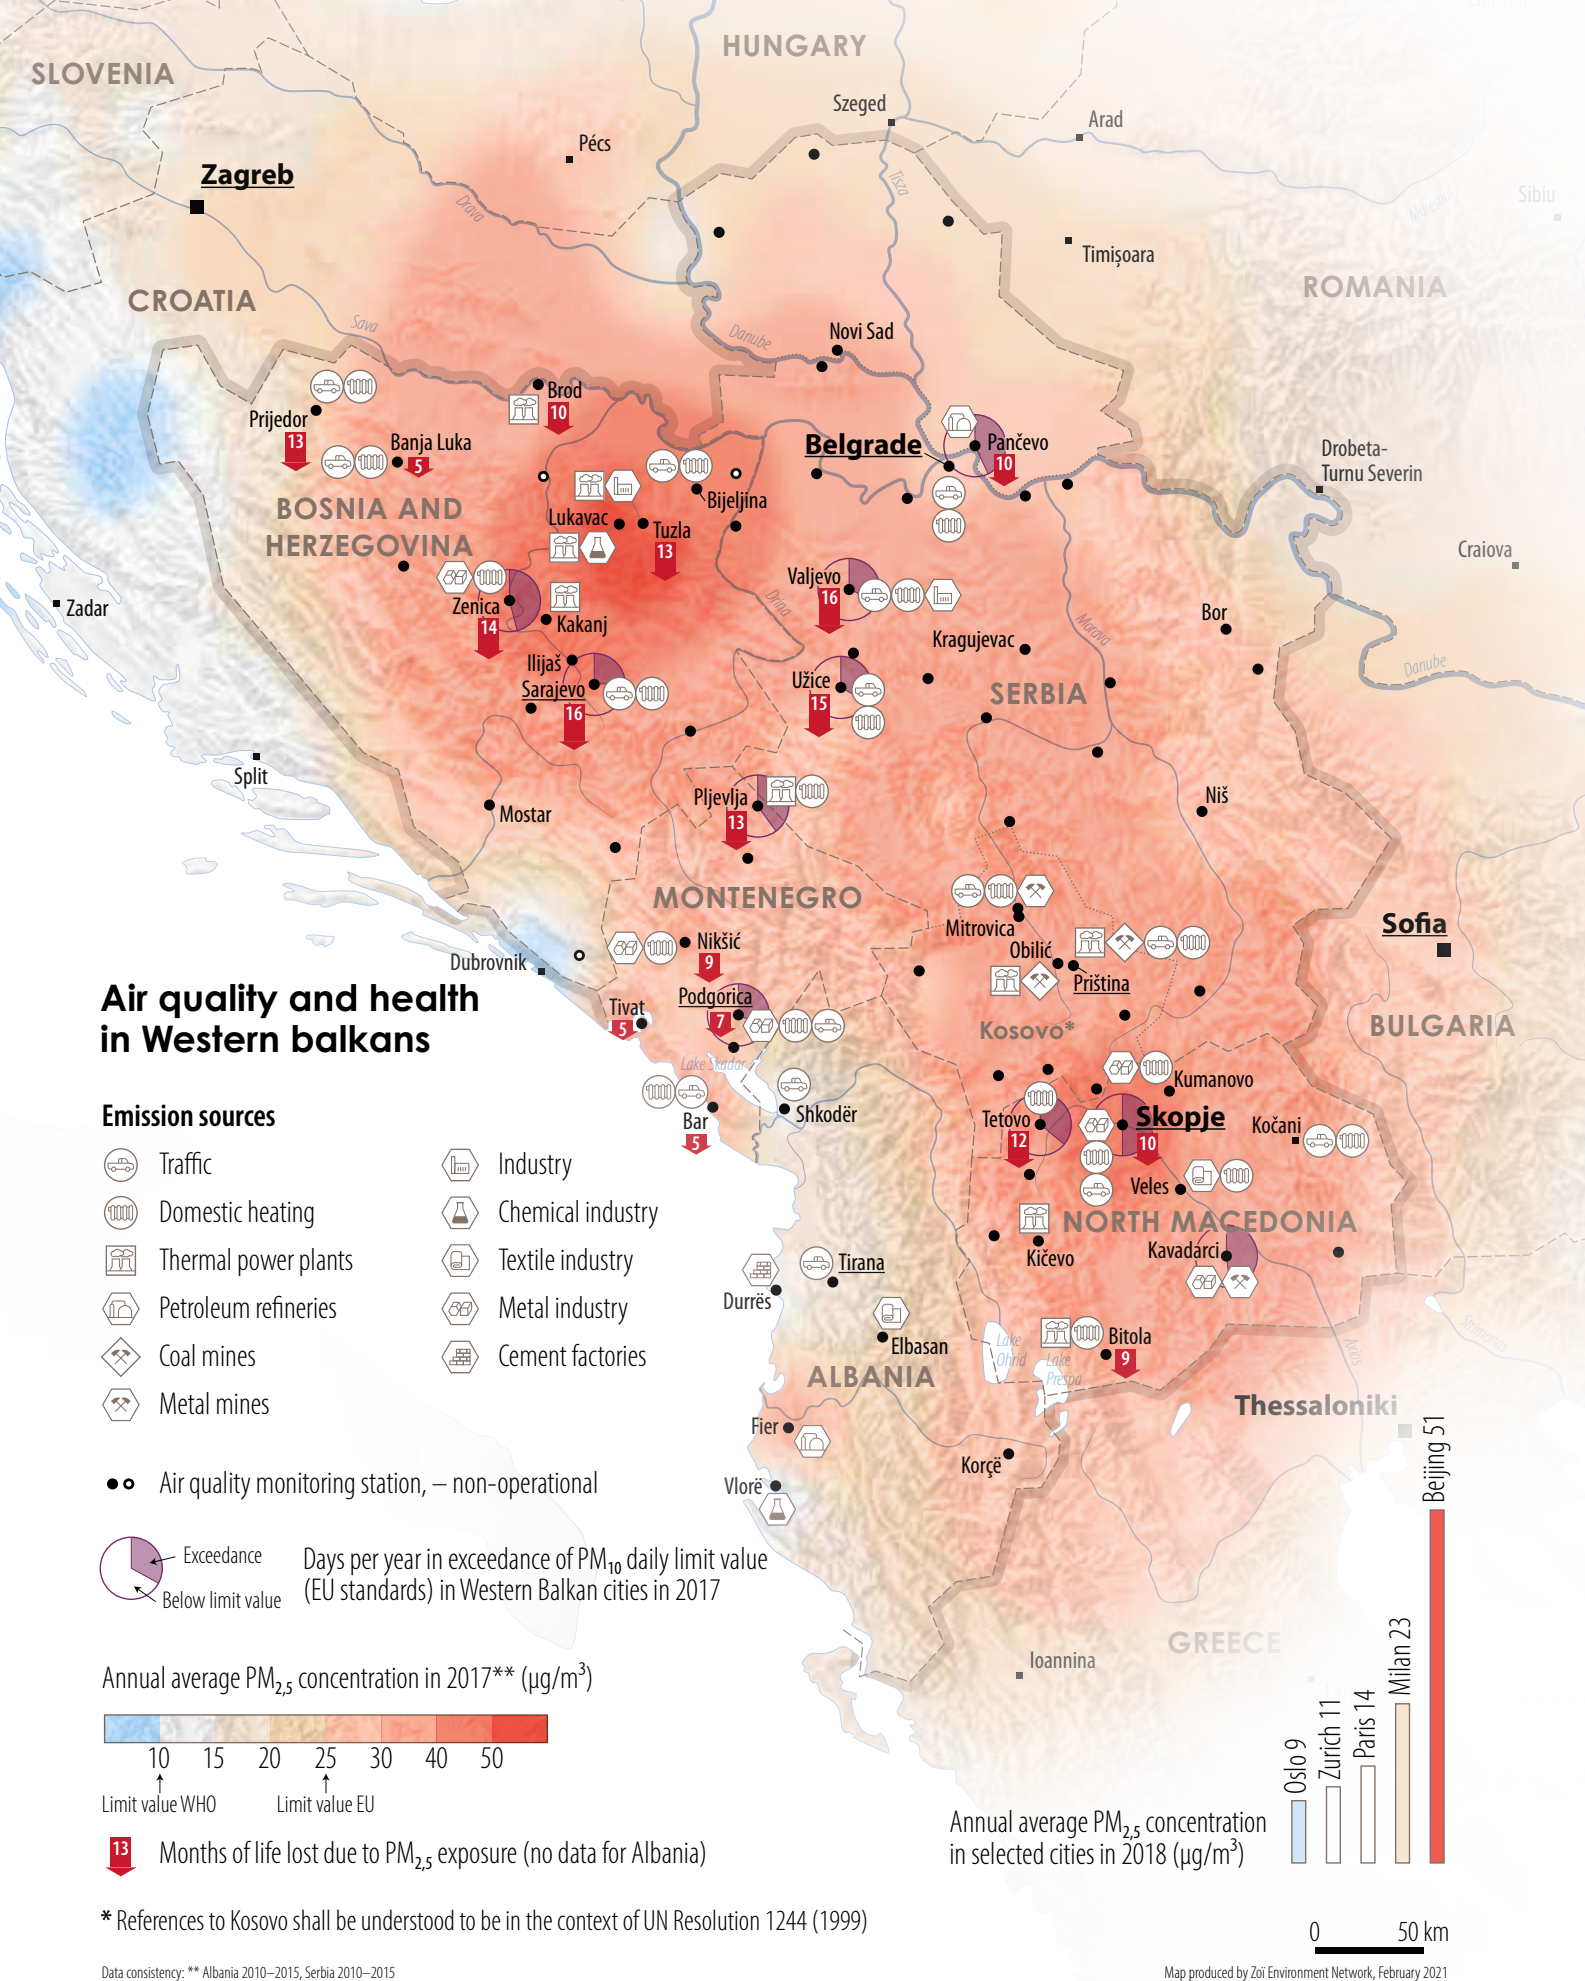 HUNGARY
SLOVENIA
Szeged
Arad
Pécs
Zagreb
Tisza
Mureşul
Sibiu
Drava
Timişoara
ROMANIA
CROATIA
Sava
Danube
Novi Sad
Brod
10
Prijedor
13
Banja Luka
5
Belgrade
Pančevo
10
Drobeta-
Turnu Severin
BOSNIA AND
HERZEGOVINA
Bijeljina
Lukavac
Tuzla
13
Craiova
Zadar
Valjevo
16
Drina
Morava
Zenica
14
Kakanj
Bor
Kragujevac
Ilijaš
Sarajevo
16
Užice
15
SERBIA
Danube
Split
Mostar
Pljevlja
13
Niš
MONTENEGRO
Mitrovica
Sofia
Nikšić
9
Obilić
Priština
Dubrovnik
Tivat
5
Podgorica
7
Kosovo*
BULGARIA
Lake Skadar
Kumanovo
Shkodër
Bar
5
Tetovo
12
Skopje
10
Kočani
Veles
NORTH MACEDONIA
Kičevo
Kavadarci
Tirana
Durrës
Elbasan
Lake
Ohrid
Lake
Prespa
Bitola
9
Axios
Strimonas
ALBANIA
Thessaloniki
Fier
Korçë
Vlorë
GREECE
Ioannina
Air quality and health
in Western balkans
Emission sources
Traffic
Industry
Domestic heating
Chemical industry
Thermal power plants
Textile industry
Petroleum refineries
Metal industry
Coal mines
Cement factories
Metal mines
Air quality monitoring station, – non-operational
Exceedance
Below limit value
Days per year in exceedance of PM₁₀ daily limit value
(EU standards) in Western Balkan cities in 2017
Annual average PM₂,₅ concentration in 2017** (µg/m³)
10 15 20 25 30 40 50
Limit value WHO
Limit value EU
13
Months of life lost due to PM₂,₅ exposure (no data for Albania)
* References to Kosovo shall be understood to be in the context of UN Resolution 1244 (1999)
Data consistency: ** Albania 2010–2015, Serbia 2010–2015
Annual average PM₂,₅ concentration
in selected cities in 2018 (µg/m³)
Oslo 9
Zurich 11
Paris 14
Milan 23
Beijing 51
0 50 km
Map produced by Zoï Environment Network, February 2021